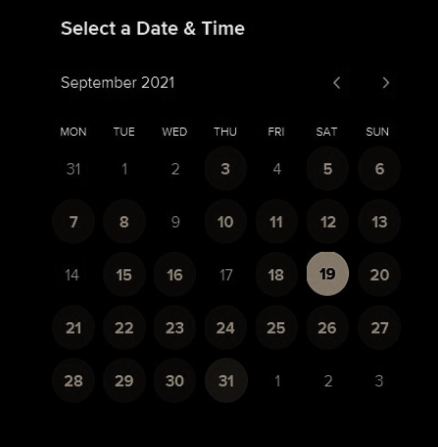 Select a Date & Time
September 2021
MON TUE WED THU FRI SAT SUN
31 1 2 3 4 5 6
7 8 9 10 11 12 13
14 15 16 17 18 19 20
21 22 23 24 25 26 27
28 29 30 31 1 2 3